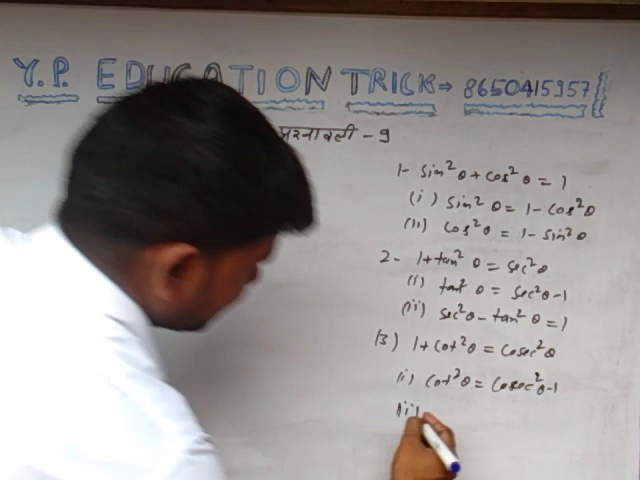 Y.P. EDUCATION TRICK → 8650415957
प्रश्नावली - 9
1- sin²θ + cos²θ = 1
(i) sin²θ = 1 - cos²θ
(ii) cos²θ = 1 - sin²θ
2- 1 + tan²θ = sec²θ
(i) tan²θ = sec²θ - 1
(ii) sec²θ - tan²θ = 1
(3) 1 + cot²θ = cosec²θ
(i) cot²θ = cosec²θ - 1
(ii)